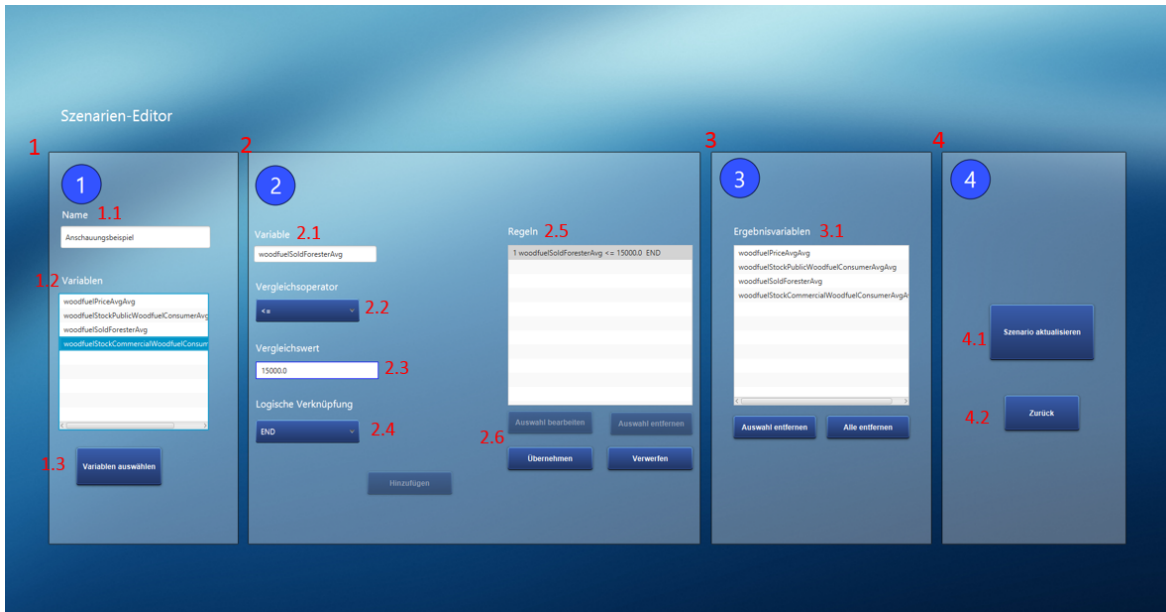 Szenarien-Editor
1
1
Name 1.1
Anschauungsbeispiel
1.2 Variablen
woodfuelPriceAvgAvg
woodfuelStockPublicWoodfuelConsumerAvg
woodfuelSoldForesterAvg
woodfuelStockCommercialWoodfuelConsum
1.3 Variablen auswählen
2
2
Variable 2.1
woodfuelSoldForesterAvg
Vergleichsoperator
<= 2.2
Vergleichswert
15000.0 2.3
Logische Verknüpfung
END 2.4
Hinzufügen
Regeln 2.5
1 woodfuelSoldForesterAvg <= 15000.0 END
Auswahl bearbeiten Auswahl entfernen
2.6
Übernehmen Verwerfen
3
3
Ergebnisvariablen 3.1
woodfuelPriceAvgAvg
woodfuelStockPublicWoodfuelConsumerAvgAvg
woodfuelSoldForesterAvg
woodfuelStockCommercialWoodfuelConsumerAvgA
Auswahl entfernen Alle entfernen
4
4
4.1 Szenario aktualisieren
4.2 Zurück